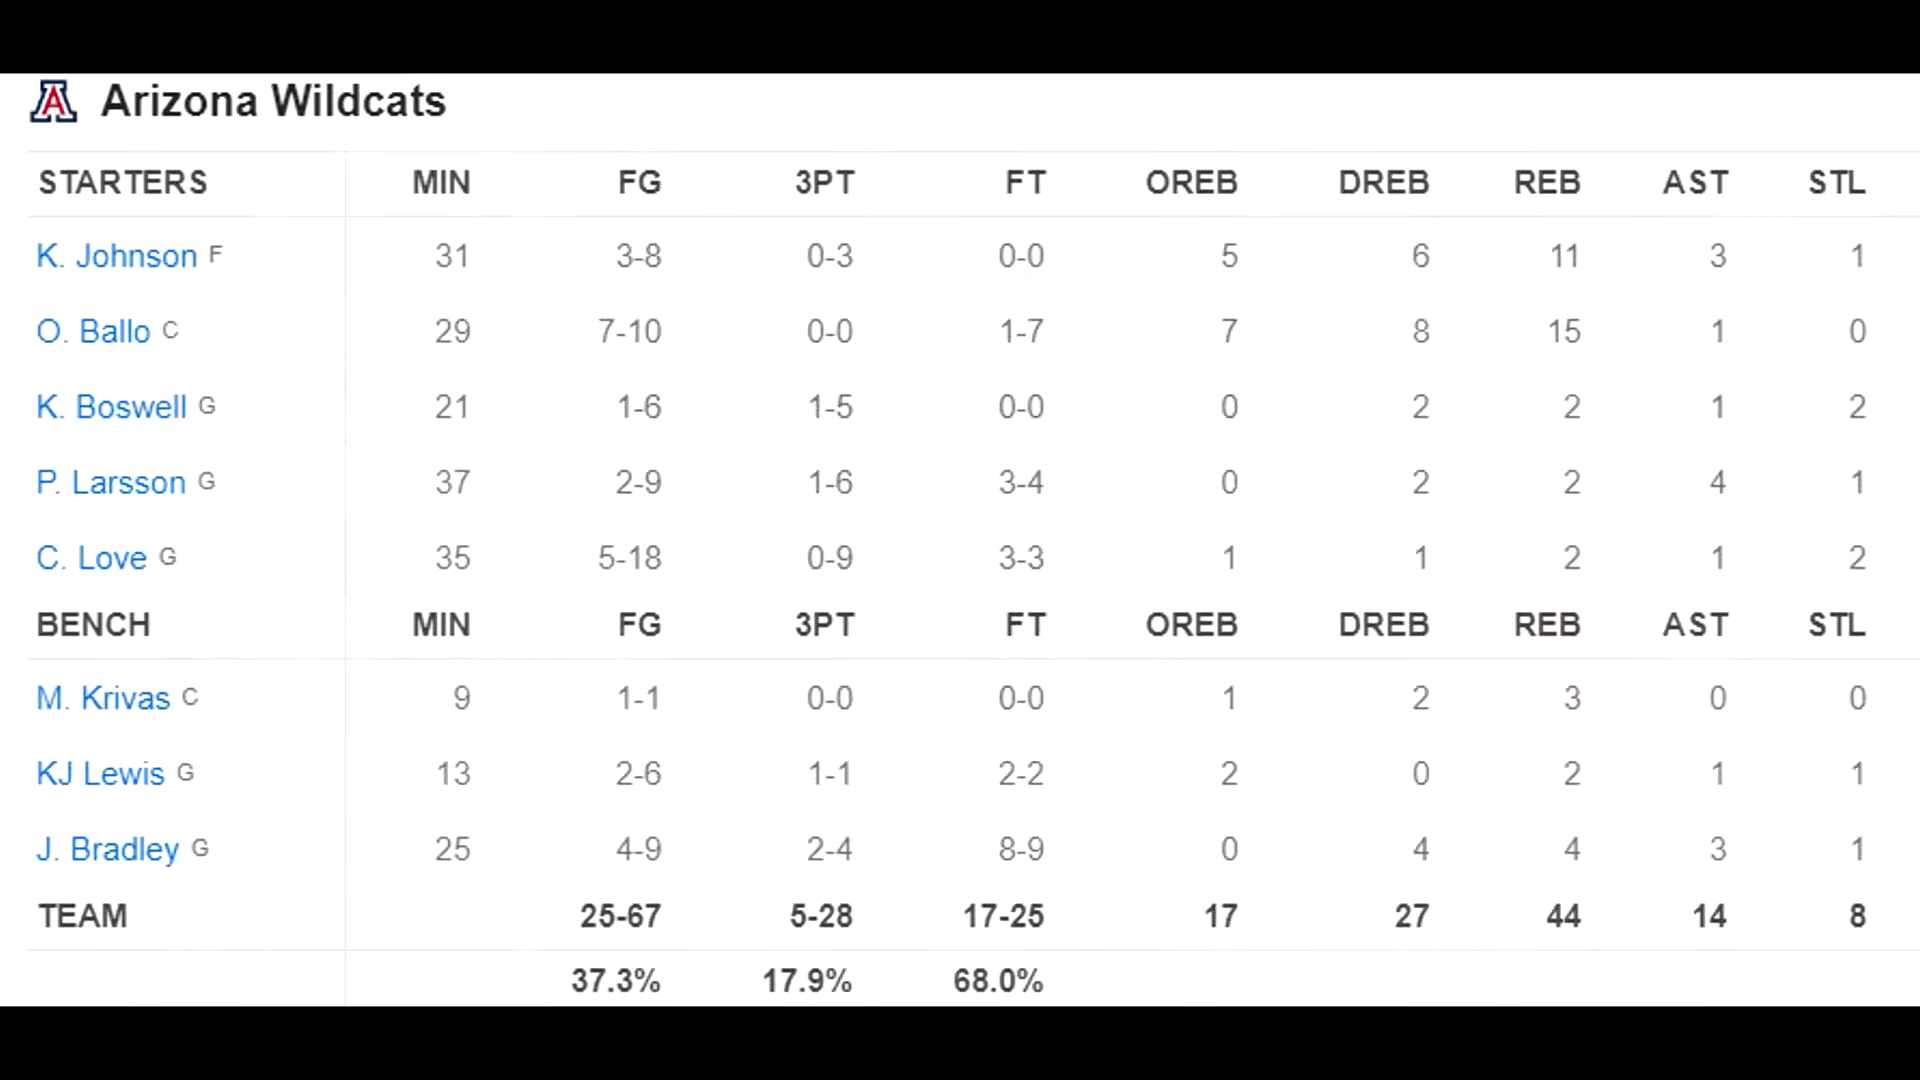 A Arizona Wildcats
STARTERS MIN FG 3PT FT OREB DREB REB AST STL
K. Johnson F 31 3-8 0-3 0-0 5 6 11 3 1
O. Ballo C 29 7-10 0-0 1-7 7 8 15 1 0
K. Boswell G 21 1-6 1-5 0-0 0 2 2 1 2
P. Larsson G 37 2-9 1-6 3-4 0 2 2 4 1
C. Love G 35 5-18 0-9 3-3 1 1 2 1 2
BENCH MIN FG 3PT FT OREB DREB REB AST STL
M. Krivas C 9 1-1 0-0 0-0 1 2 3 0 0
KJ Lewis G 13 2-6 1-1 2-2 2 0 2 1 1
J. Bradley G 25 4-9 2-4 8-9 0 4 4 3 1
TEAM 25-67 5-28 17-25 17 27 44 14 8
37.3% 17.9% 68.0%